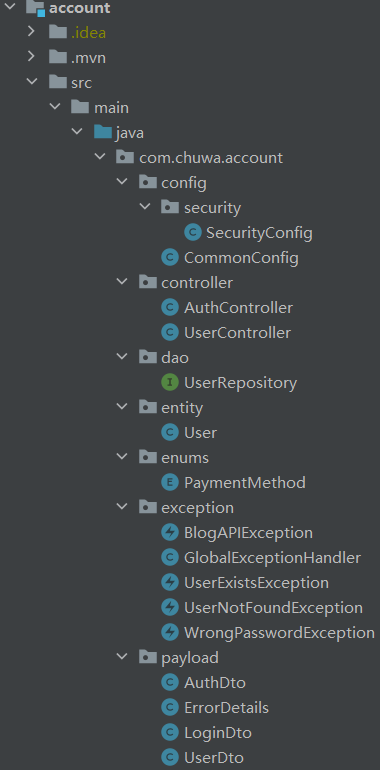 account
.idea
.mvn
src
main
java
com.chuwa.account
config
security
C SecurityConfig
C CommonConfig
controller
C AuthController
C UserController
dao
I UserRepository
entity
C User
enums
E PaymentMethod
exception
BlogAPIException
C GlobalExceptionHandler
UserExistsException
UserNotFoundException
WrongPasswordException
payload
C AuthDto
C ErrorDetails
C LoginDto
C UserDto